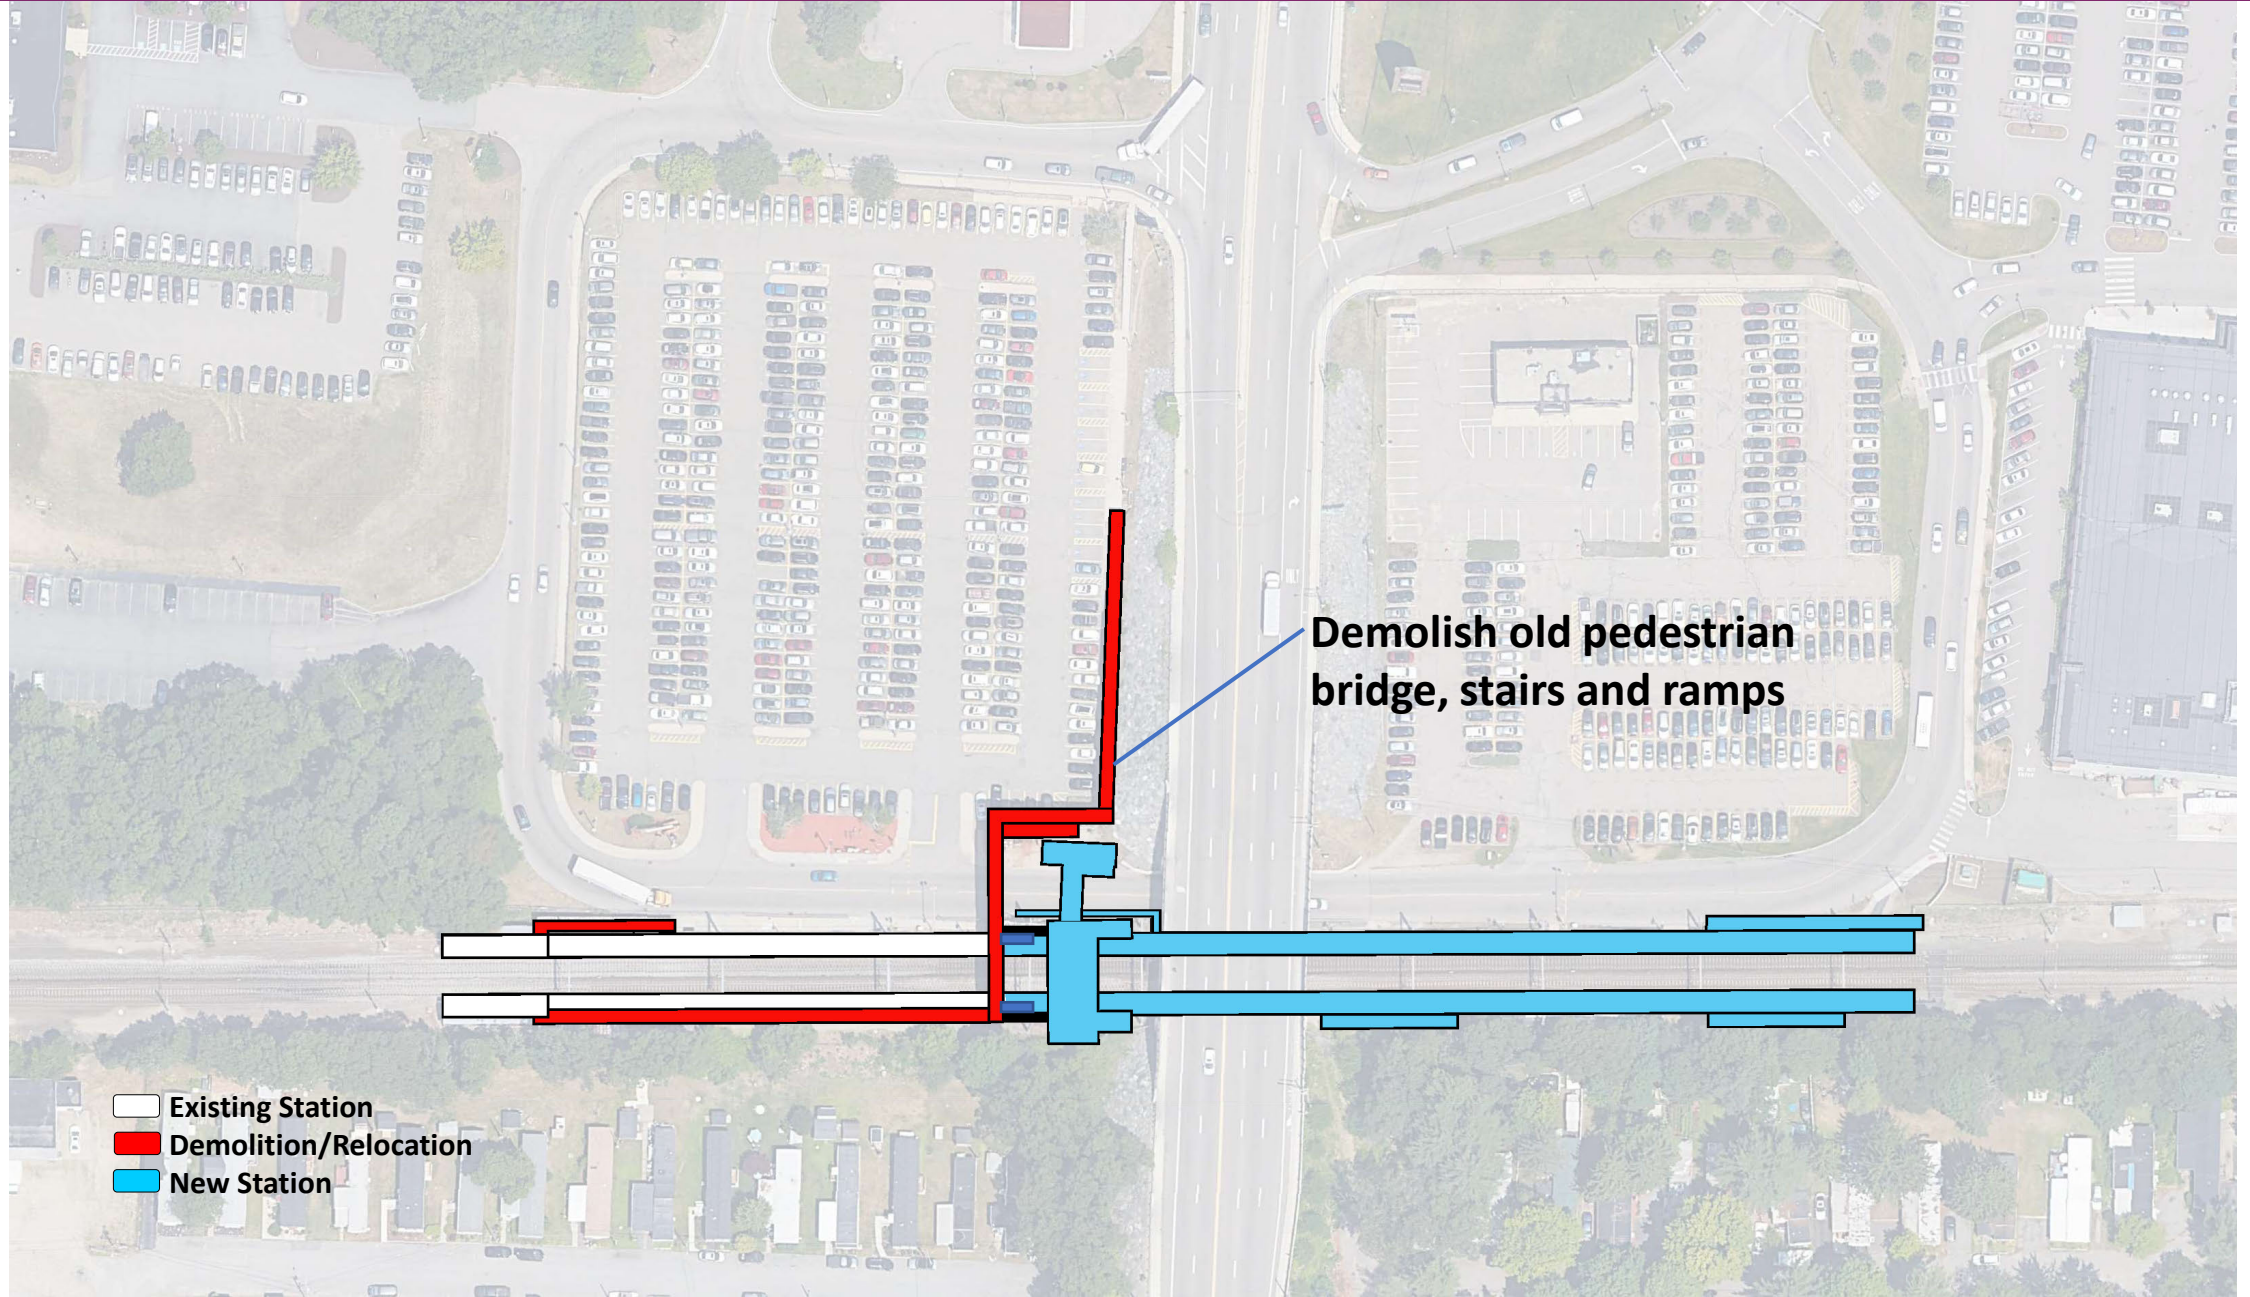 Demolish old pedestrian
bridge, stairs and ramps
Existing Station
Demolition/Relocation
New Station